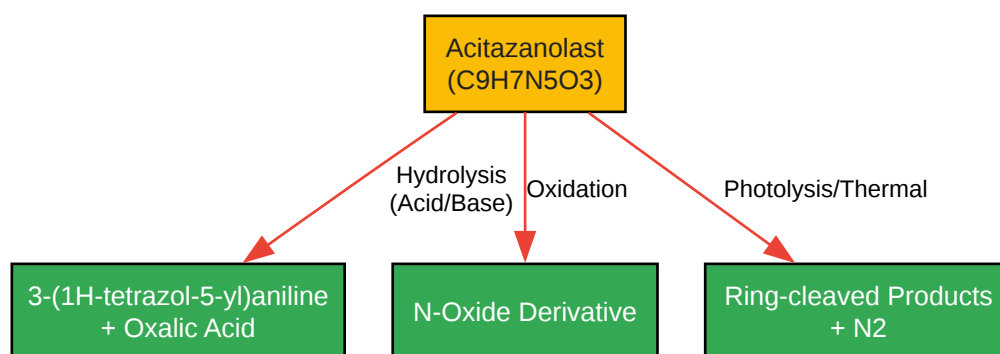 Acitazanolast
(C9H7N5O3)
Hydrolysis
(Acid/Base)
Oxidation
Photolysis/Thermal
3-(1H-tetrazol-5-yl)aniline
+ Oxalic Acid
N-Oxide Derivative
Ring-cleaved Products
+ N2